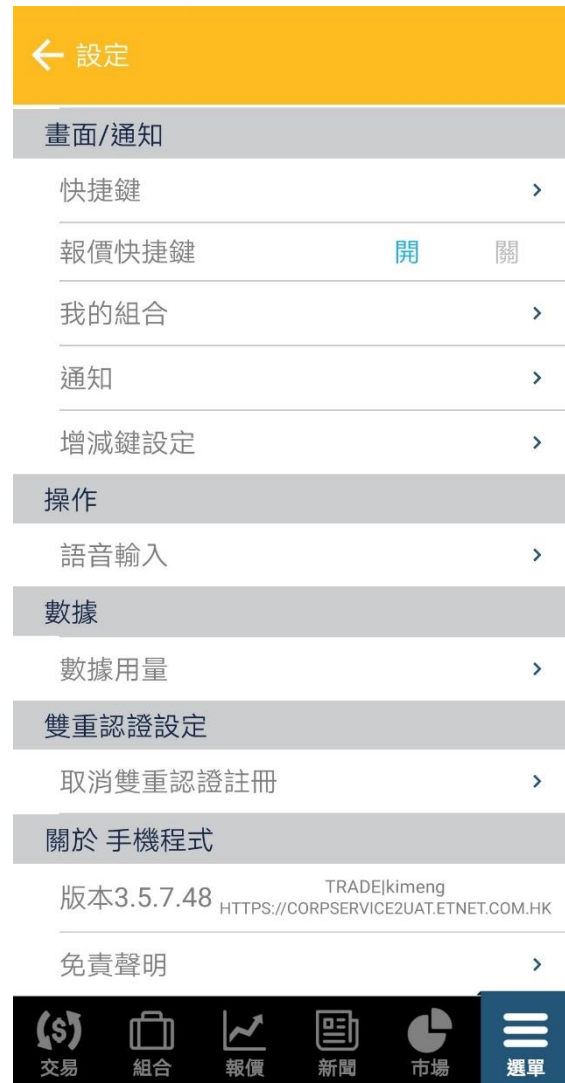 設定
畫面/通知
快捷鍵
報價快捷鍵 開 關
我的組合
通知
增減鍵設定
操作
語音輸入
數據
數據用量
雙重認證設定
取消雙重認證註冊
關於 手機程式
版本3.5.7.48 TRADE|kimeng
HTTPS://CORPSERVICE2UAT.ETNET.COM.HK
免責聲明
交易 組合 報價 新聞 市場 選單